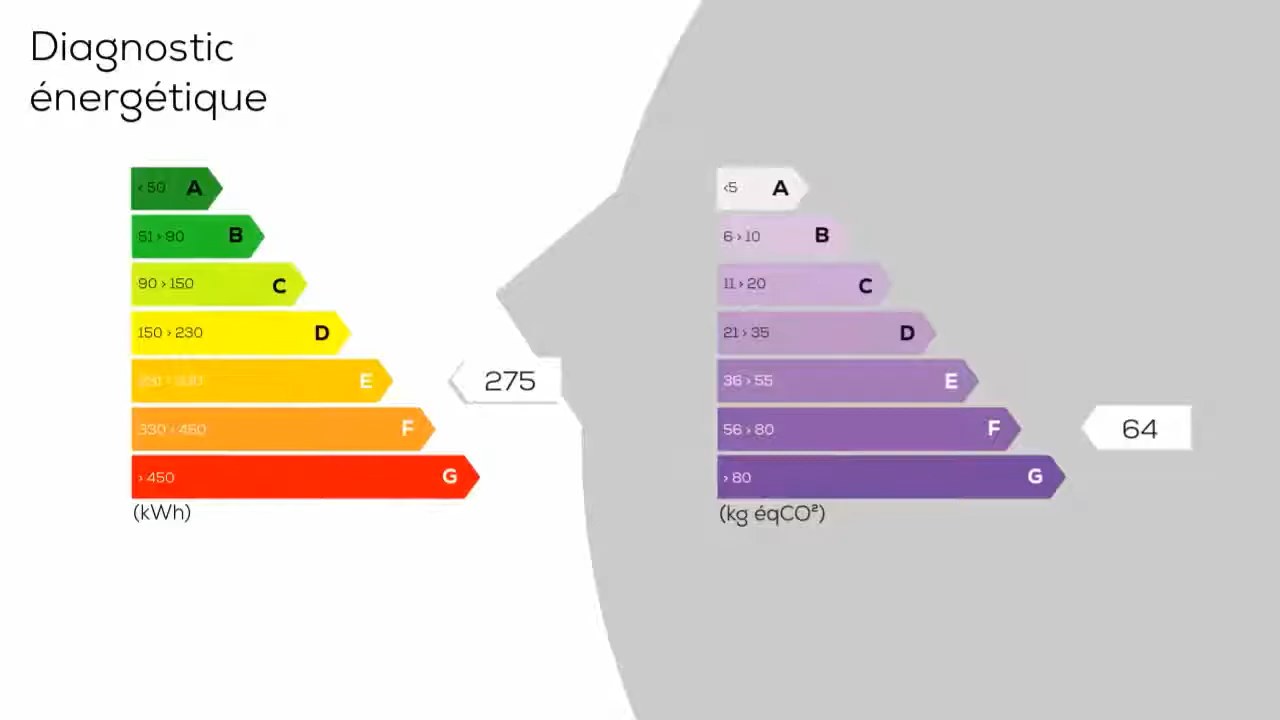 Diagnostic
énergétique
< 50 A
51 > 90 B
90 > 150 C
150 > 230 D
E
330 > 450 F
> 450 G
(kWh)
275
<5 A
6 > 10 B
11 > 20 C
21 > 35 D
36 > 55 E
56 > 80 F
> 80 G
(kg éqCO²)
64